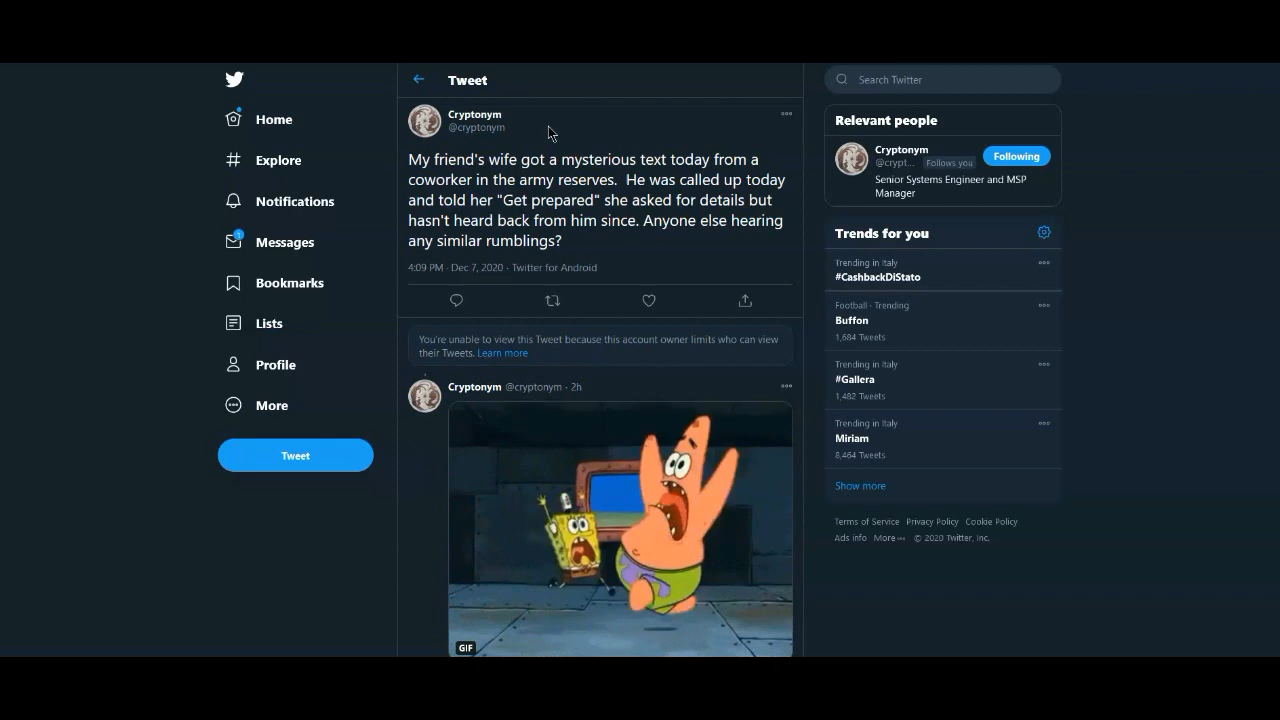 Home
Explore
Notifications
1
Messages
Bookmarks
Lists
Profile
More
Tweet
Tweet
Cryptonym
@cryptonym
My friend's wife got a mysterious text today from a
coworker in the army reserves.  He was called up today
and told her "Get prepared" she asked for details but
hasn't heard back from him since. Anyone else hearing
any similar rumblings?
4:09 PM · Dec 7, 2020 · Twitter for Android
You're unable to view this Tweet because this account owner limits who can view
their Tweets. Learn more
Cryptonym @cryptonym · 2h
GIF
Search Twitter
Relevant people
Cryptonym
@crypt... Follows you
Following
Senior Systems Engineer and MSP
Manager
Trends for you
Trending in Italy
#CashbackDiStato
Football · Trending
Buffon
1,684 Tweets
Trending in Italy
#Gallera
1,482 Tweets
Trending in Italy
Miriam
8,464 Tweets
Show more
Terms of Service Privacy Policy Cookie Policy
Ads info More ··· © 2020 Twitter, Inc.